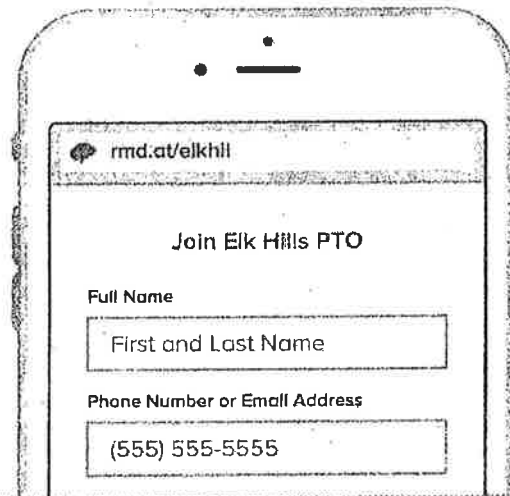 rmd.at/elkhil
Join Elk Hills PTO
Full Name
First and Last Name
Phone Number or Email Address
(555) 555-5555